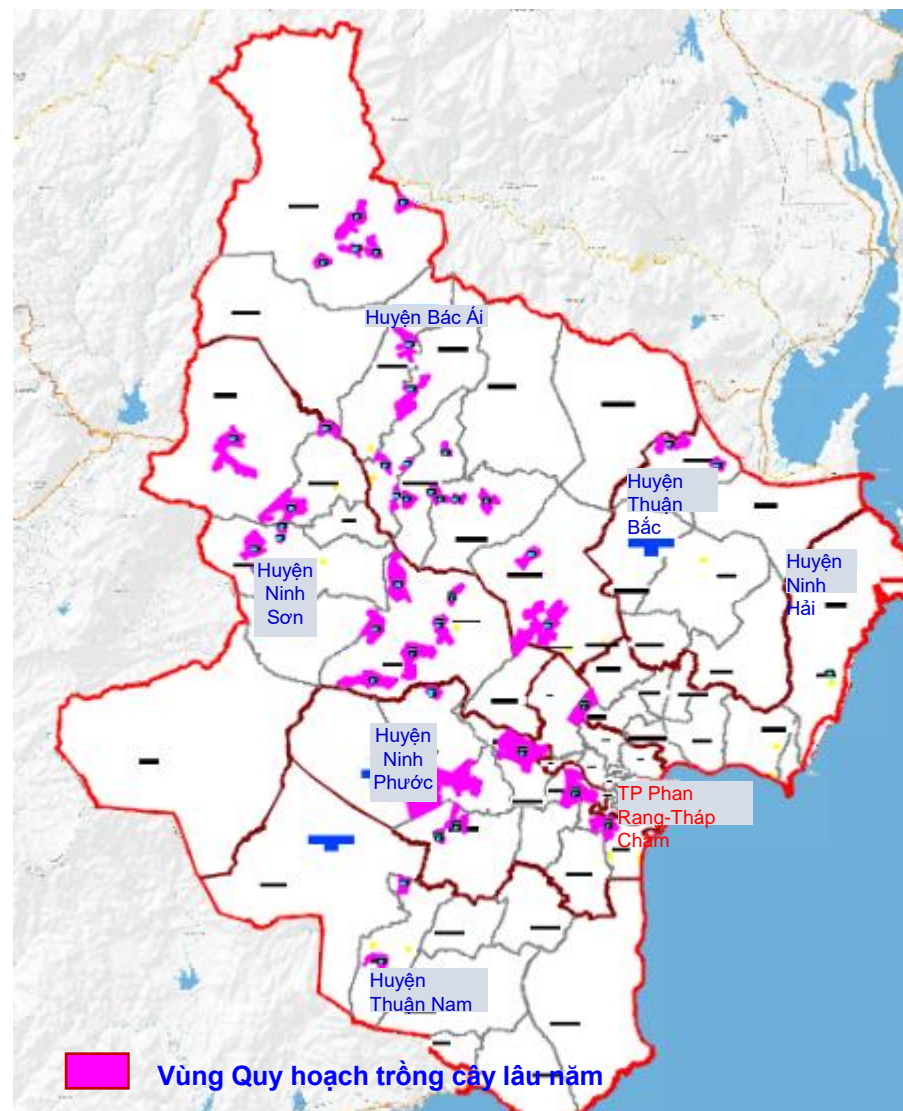 Huyện Bác Ái
Huyện
Thuận
Bắc
Huyện
Ninh
Hải
Huyện
Ninh
Sơn
Huyện
Ninh
Phước
TP Phan
Rang-Tháp
Chàm
Huyện
Thuận Nam
Vùng Quy hoạch trồng cây lâu năm